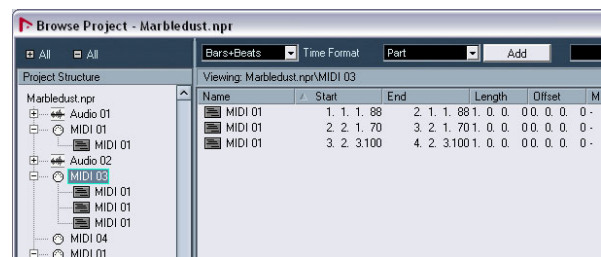 Browse Project - Marbledust.npr
All All Bars+Beats Time Format Part Add
Project Structure Viewing: Marbledust.npr\MIDI 03
Marbledust.npr Name Start End Length Offset M
Audio 01 MIDI 01 1. 1. 1. 88 2. 1. 1. 88 1. 0. 0. 0 0. 0. 0. 0 -
MIDI 01 MIDI 01 2. 2. 1. 70 3. 2. 1. 70 1. 0. 0. 0 0. 0. 0. 0 -
MIDI 01 MIDI 01 3. 2. 3.100 4. 2. 3.100 1. 0. 0. 0 0. 0. 0. 0 -
Audio 02
MIDI 03
MIDI 01
MIDI 01
MIDI 01
MIDI 04
MIDI 01